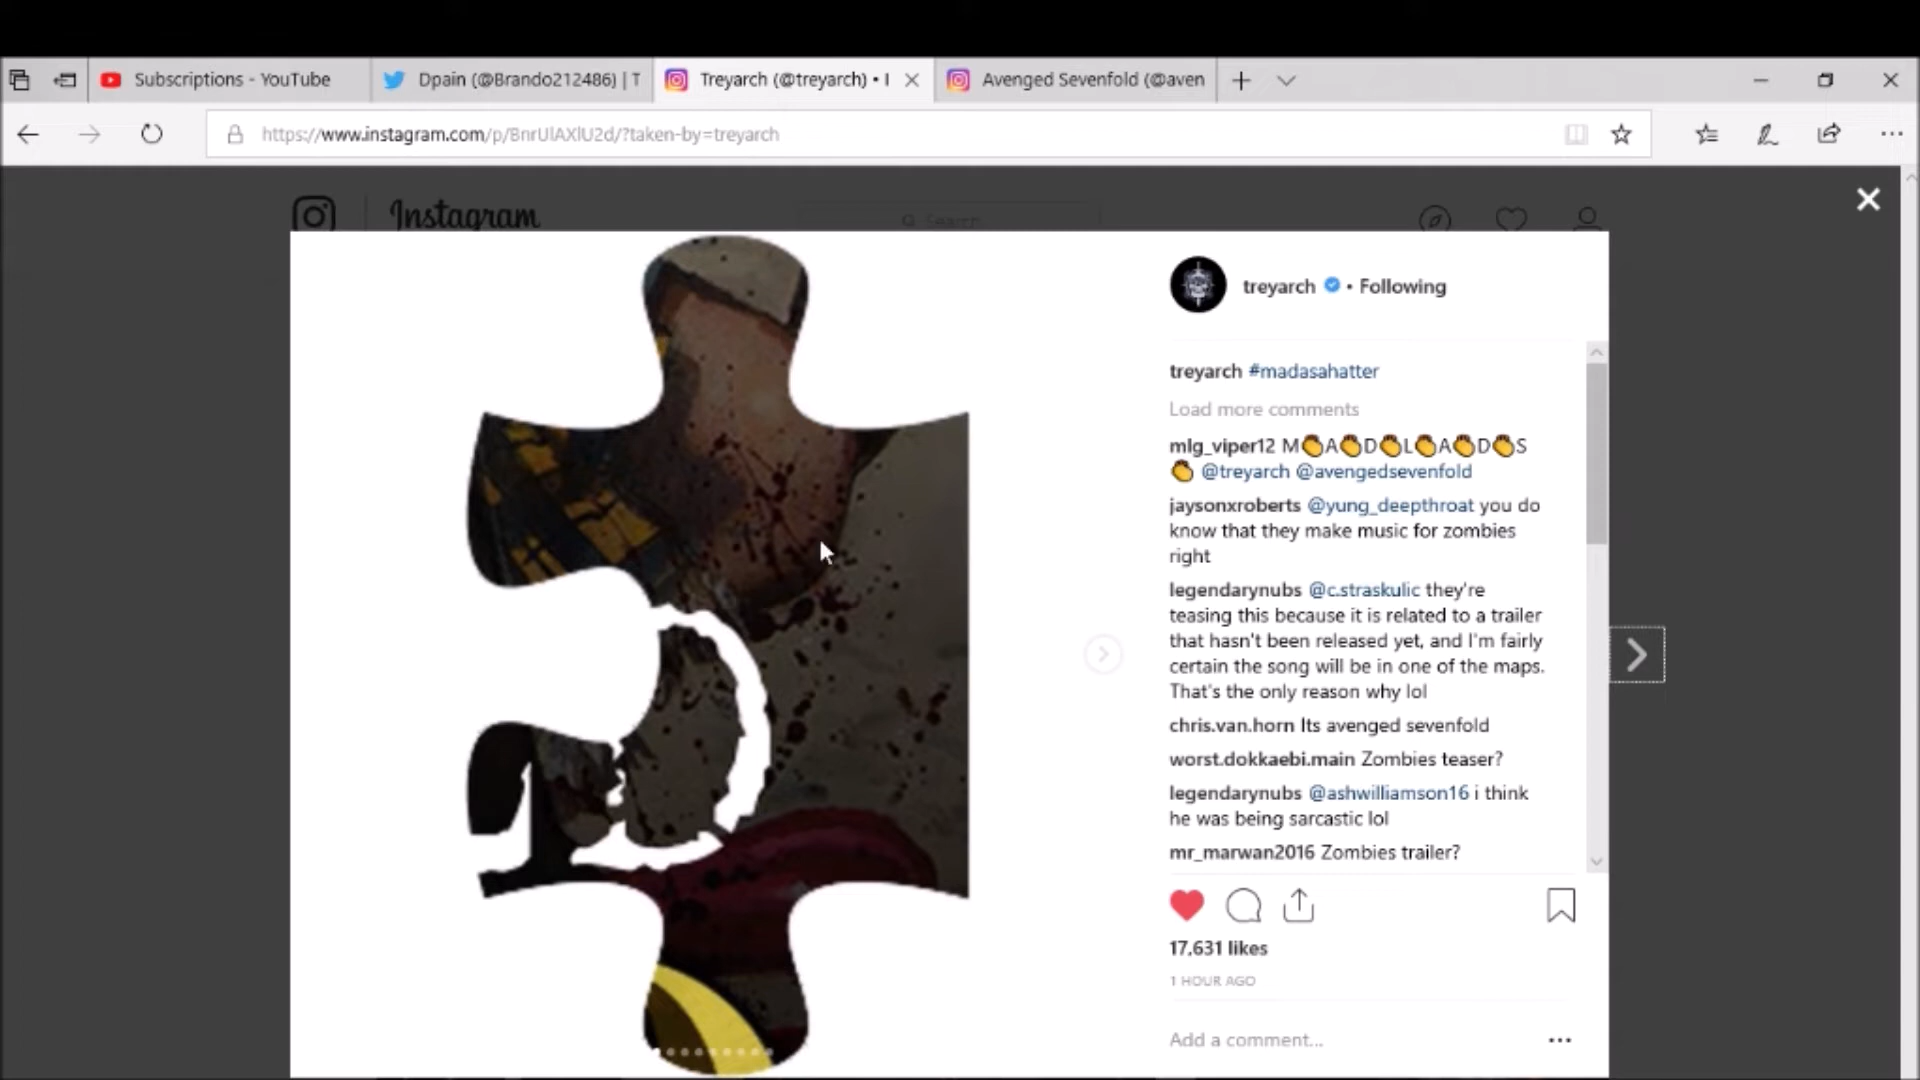 Subscriptions - YouTube
Dpain (@Brando212486) | T
Treyarch (@treyarch) • I
Avenged Sevenfold (@aven
https://www.instagram.com/p/BnrUlAXlU2d/?taken-by=treyarch
Instagram
Search
treyarch • Following
treyarch #madasahatter
Load more comments
mlg_viper12 M👏A👏D👏L👏A👏D👏S
👏 @treyarch @avengedsevenfold
jaysonxroberts @yung_deepthroat you do
know that they make music for zombies
right
legendarynubs @c.straskulic they're
teasing this because it is related to a trailer
that hasn't been released yet, and I'm fairly
certain the song will be in one of the maps.
That's the only reason why lol
chris.van.horn Its avenged sevenfold
worst.dokkaebi.main Zombies teaser?
legendarynubs @ashwilliamson16 i think
he was being sarcastic lol
mr_marwan2016 Zombies trailer?
17,631 likes
1 HOUR AGO
Add a comment...